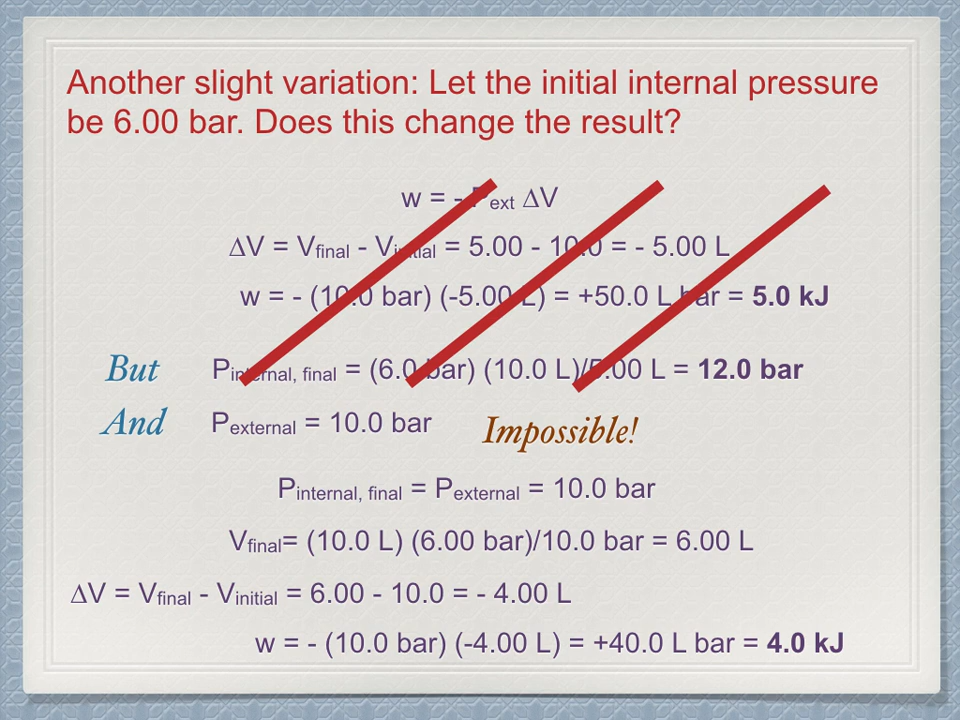 Another slight variation: Let the initial internal pressure
be 6.00 bar. Does this change the result?
w = - Pext ∆V
∆V = Vfinal - Vinitial = 5.00 - 10.0 = - 5.00 L
w = - (10.0 bar) (-5.00 L) = +50.0 L bar = 5.0 kJ
But Pinternal, final = (6.0 bar) (10.0 L)/5.00 L = 12.0 bar
And Pexternal = 10.0 bar Impossible!
Pinternal, final = Pexternal = 10.0 bar
Vfinal= (10.0 L) (6.00 bar)/10.0 bar = 6.00 L
∆V = Vfinal - Vinitial = 6.00 - 10.0 = - 4.00 L
w = - (10.0 bar) (-4.00 L) = +40.0 L bar = 4.0 kJ